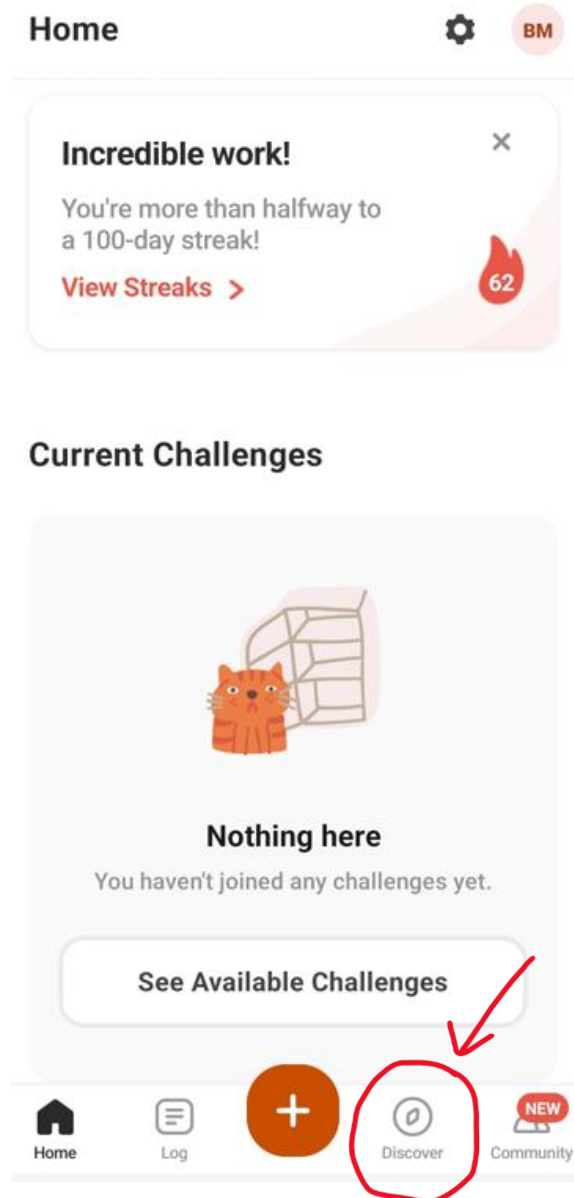 Home
BM
Incredible work!
You're more than halfway to
a 100-day streak!
View Streaks >
62
Current Challenges
Nothing here
You haven't joined any challenges yet.
See Available Challenges
NEW
Home Log Discover Community